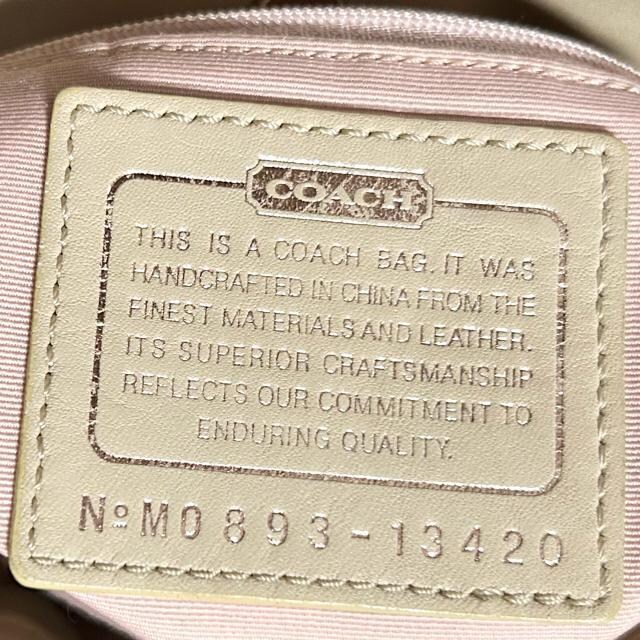 COACH
THIS IS A COACH BAG. IT WAS
HANDCRAFTED IN CHINA FROM THE
FINEST MATERIALS AND LEATHER.
ITS SUPERIOR CRAFTSMANSHIP
REFLECTS OUR COMMITMENT TO
ENDURING QUALITY.
NºM0893-13420